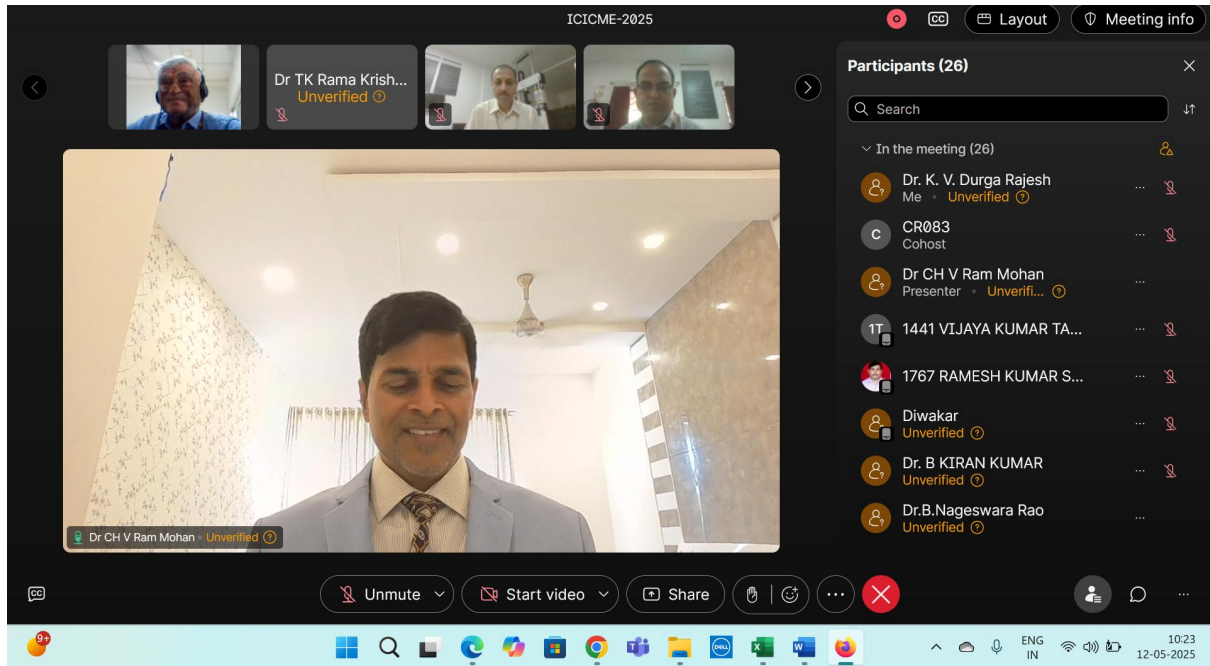 ICICME-2025
CC
Layout
Meeting info
Dr TK Rama Krish...
Unverified
Dr CH V Ram Mohan • Unverified
Participants (26)
Search
In the meeting (26)
Dr. K. V. Durga Rajesh
Me • Unverified
C
CR083
Cohost
Dr CH V Ram Mohan
Presenter • Unverifi...
1T
1441 VIJAYA KUMAR TA...
1767 RAMESH KUMAR S...
Diwakar
Unverified
Dr. B KIRAN KUMAR
Unverified
Dr.B.Nageswara Rao
Unverified
CC
Unmute
Start video
Share
9+
DELL
ENG
IN
10:23
12-05-2025